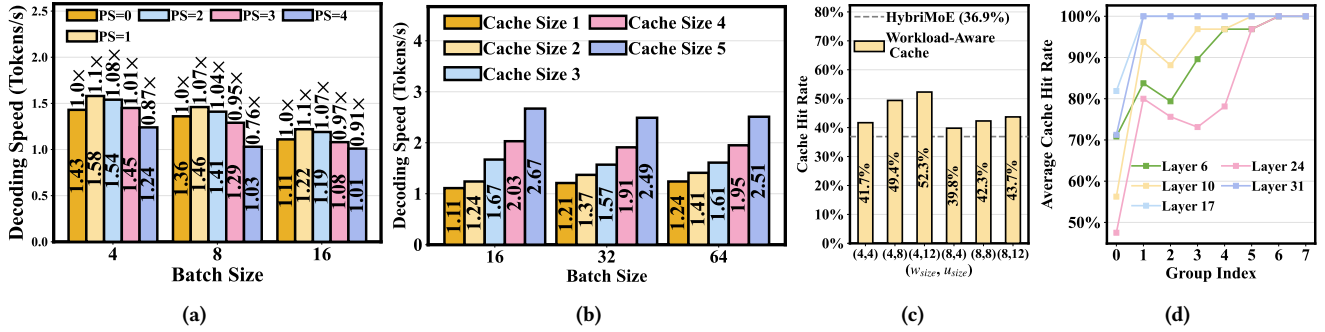 PS=0 PS=2 PS=3 PS=4
PS=1
Decoding Speed (Tokens/s)
2.5
2.0
1.5
1.0
0.5
0.0
1.0× 1.1× 1.08× 1.01× 0.87×
1.43 1.58 1.54 1.45 1.24
1.0× 1.07× 1.04× 0.95× 0.76×
1.36 1.46 1.41 1.29 1.03
1.0× 1.1× 1.07× 0.97× 0.91×
1.11 1.22 1.19 1.08 1.01
4 8 16
Batch Size
(a)
Cache Size 1 Cache Size 4
Cache Size 2 Cache Size 5
Cache Size 3
Decoding Speed (Tokens/s)
4
3
2
1
0
1.11 1.24 1.67 2.03 2.67
1.21 1.37 1.57 1.91 2.49
1.24 1.41 1.61 1.95 2.51
16 32 64
Batch Size
(b)
HybriMoE (36.9%)
Workload-Aware
Cache
Cache Hit Rate
80%
70%
60%
50%
40%
30%
20%
10%
0%
41.7% 49.4% 52.3% 39.8% 42.3% 43.7%
(4,4) (4,8) (4,12) (8,4) (8,8) (8,12)
(w_size, u_size)
(c)
Average Cache Hit Rate
100%
90%
80%
70%
60%
50%
Layer 6 Layer 24
Layer 10 Layer 31
Layer 17
0 1 2 3 4 5 6 7
Group Index
(d)